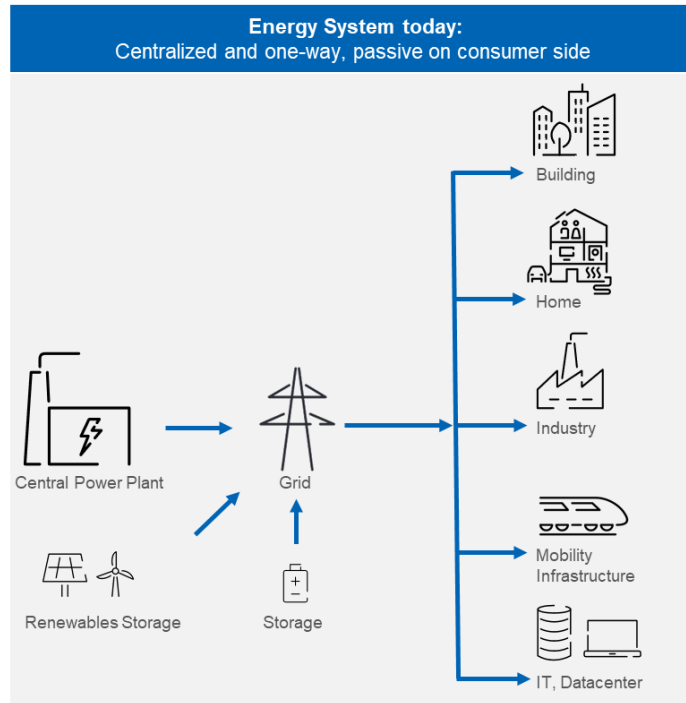 Energy System today:
Centralized and one-way, passive on consumer side
Building
Home
Industry
Central Power Plant
Grid
Mobility
Infrastructure
Renewables Storage
Storage
IT, Datacenter